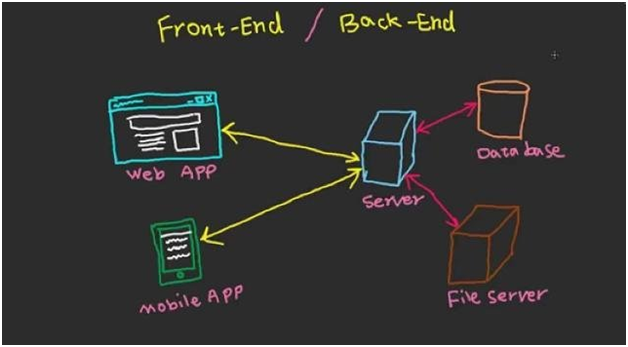 Front-End / Back-End
Web APP
Server
Database
mobile APP
File Server